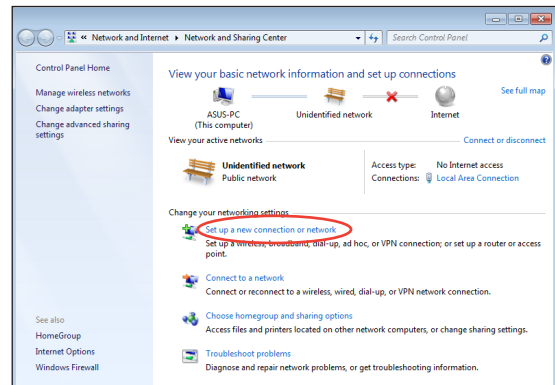 « Network and Internet ▸ Network and Sharing Center
Search Control Panel
Control Panel Home
Manage wireless networks
Change adapter settings
Change advanced sharing
settings
See also
HomeGroup
Internet Options
Windows Firewall
View your basic network information and set up connections
See full map
ASUS-PC
(This computer)
Unidentified network
Internet
View your active networks
Connect or disconnect
Unidentified network
Public network
Access type: No Internet access
Connections: Local Area Connection
Change your networking settings
Set up a new connection or network
Set up a wireless, broadband, dial-up, ad hoc, or VPN connection; or set up a router or access
point.
Connect to a network
Connect or reconnect to a wireless, wired, dial-up, or VPN network connection.
Choose homegroup and sharing options
Access files and printers located on other network computers, or change sharing settings.
Troubleshoot problems
Diagnose and repair network problems, or get troubleshooting information.